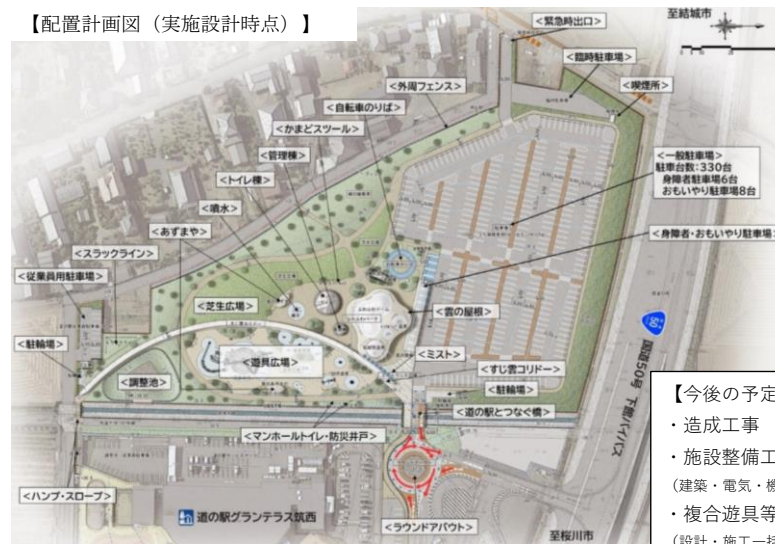 【配置計画図（実施設計時点）】
<緊急時出口>
至結城市
<臨時駐車場>
<喫煙所>
<外周フェンス>
<自転車のりば>
<かまどスツール>
<管理棟>
<トイレ棟>
<噴水>
<あずまや>
<スラックライン>
<従業員用駐車場>
<一般駐車場>
駐車台数：330台
身障者駐車場6台
おもいやり駐車場8台
<身障者・おもいやり駐車場>
<芝生広場>
<雲の屋根>
<駐輪場>
<遊具広場>
<ミスト>
<調整池>
<すじ雲コリドー>
<駐輪場>
<道の駅とつなぐ橋>
<マンホールトイレ・防災井戸>
50
国道50号 下館バイパス
<ハンプ・スロープ>
道の駅グランテラス筑西
<ラウンドアバウト>
至桜川市
【今後の予定
・造成工事
・施設整備工
（建築・電気・機
・複合遊具等
（設計・施工一括